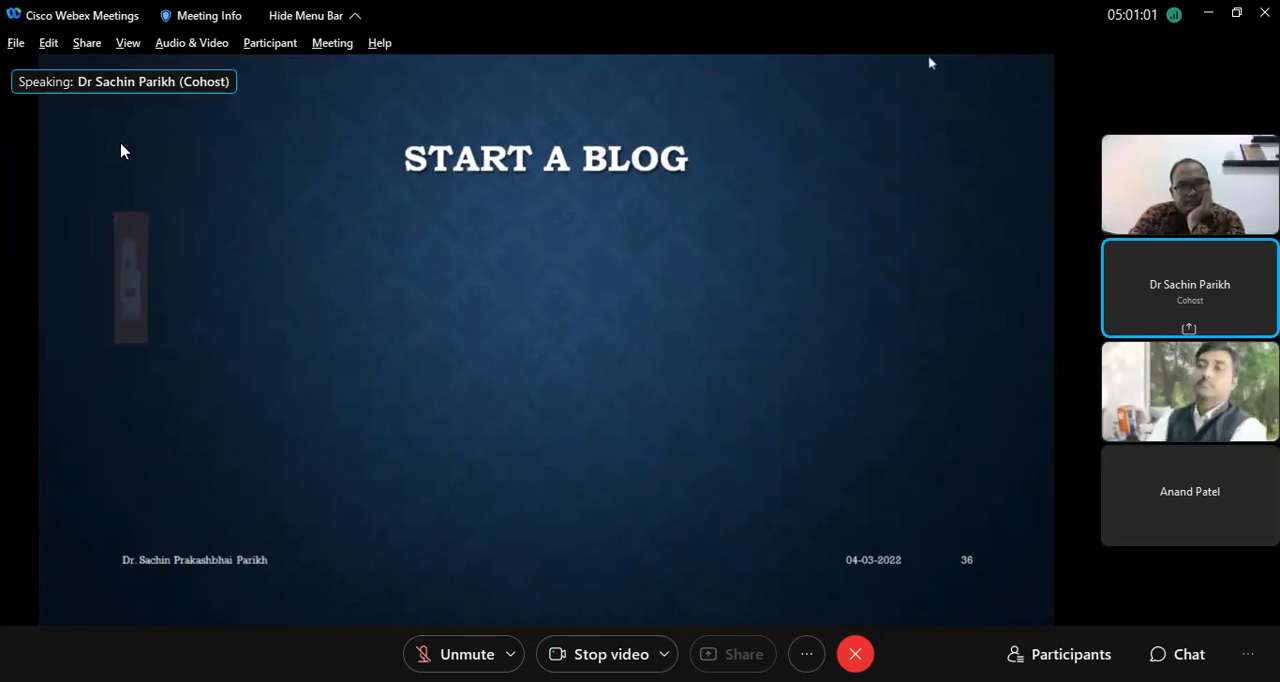 Cisco Webex Meetings
Meeting Info
Hide Menu Bar
05:01:01
File Edit Share View Audio & Video Participant Meeting Help
Speaking: Dr Sachin Parikh (Cohost)
START A BLOG
Dr Sachin Parikh
Cohost
Anand Patel
Dr. Sachin Prakashbhai Parikh
04-03-2022
36
Unmute
Stop video
Share
Participants
Chat